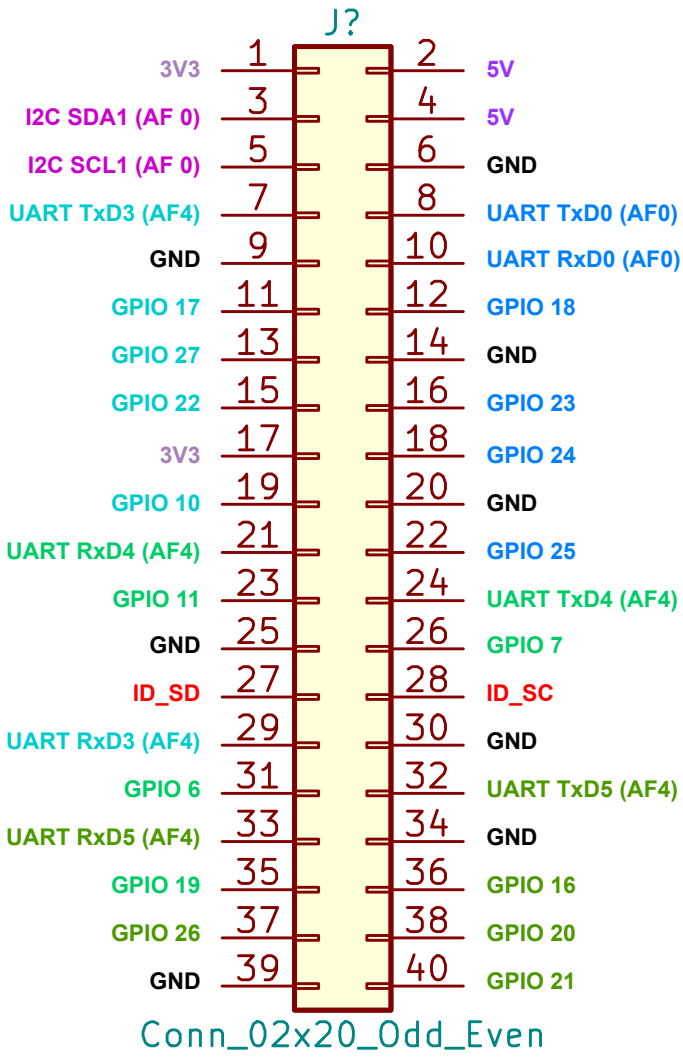 J?
3V3 1 2 5V
I2C SDA1 (AF 0) 3 4 5V
I2C SCL1 (AF 0) 5 6 GND
UART TxD3 (AF4) 7 8 UART TxD0 (AF0)
GND 9 10 UART RxD0 (AF0)
GPIO 17 11 12 GPIO 18
GPIO 27 13 14 GND
GPIO 22 15 16 GPIO 23
3V3 17 18 GPIO 24
GPIO 10 19 20 GND
UART RxD4 (AF4) 21 22 GPIO 25
GPIO 11 23 24 UART TxD4 (AF4)
GND 25 26 GPIO 7
ID_SD 27 28 ID_SC
UART RxD3 (AF4) 29 30 GND
GPIO 6 31 32 UART TxD5 (AF4)
UART RxD5 (AF4) 33 34 GND
GPIO 19 35 36 GPIO 16
GPIO 26 37 38 GPIO 20
GND 39 40 GPIO 21
Conn_02x20_Odd_Even